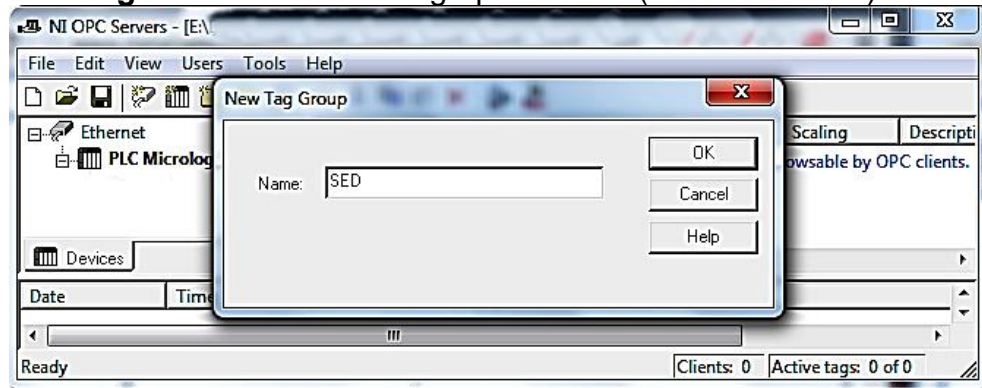 NI OPC Servers - [E:\
File Edit View Users Tools Help
New Tag Group
Ethernet
PLC Microlog
Scaling Descripti
owsable by OPC clients.
Name: SED
OK
Cancel
Help
Devices
Date Time
Ready Clients: 0 Active tags: 0 of 0